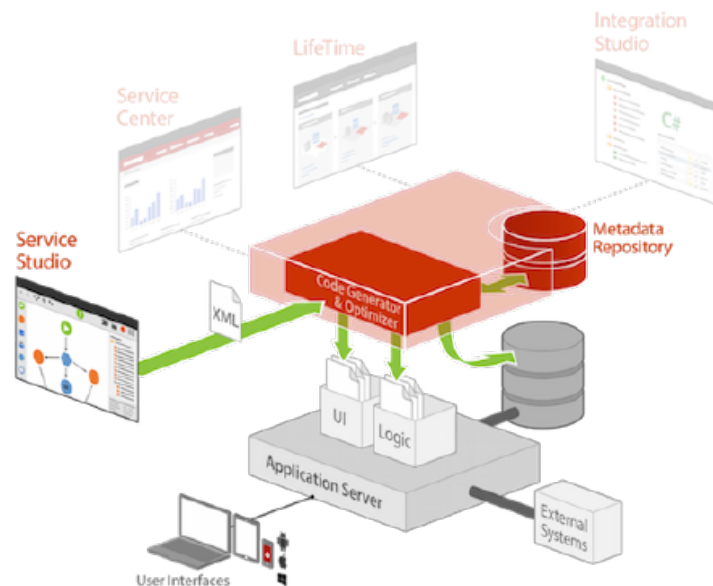 LifeTime
Integration
Studio
Service
Center
C#
Service
Studio
Metadata
Repository
Code Generator
& Optimizer
XML
UI
Logic
Application Server
External
Systems
User Interfaces